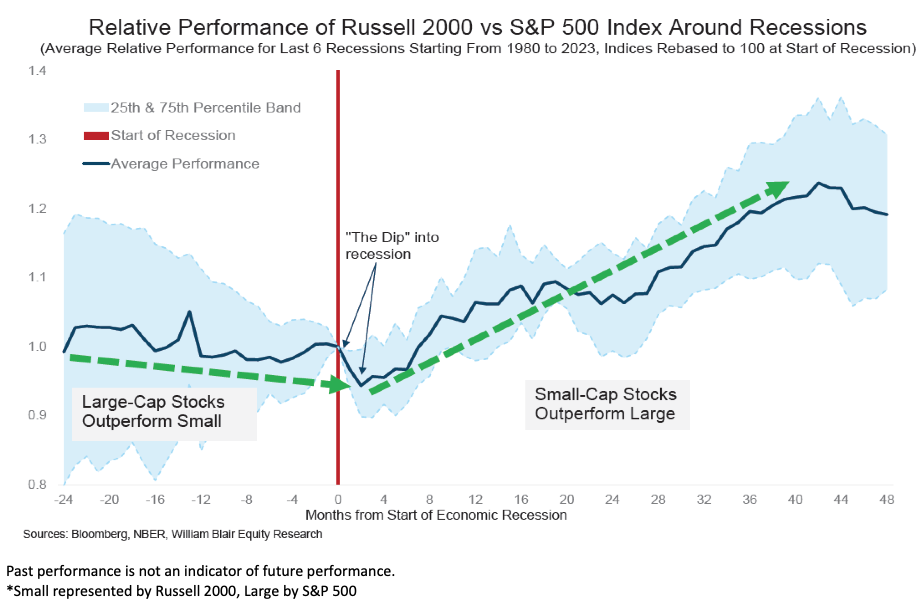 Relative Performance of Russell 2000 vs S&P 500 Index Around Recessions
(Average Relative Performance for Last 6 Recessions Starting From 1980 to 2023, Indices Rebased to 100 at Start of Recession)
1.4
1.3
1.2
1.1
1.0
0.9
0.8
25th & 75th Percentile Band
Start of Recession
Average Performance
"The Dip" into
recession
Large-Cap Stocks
Outperform Small
Small-Cap Stocks
Outperform Large
-24 -20 -16 -12 -8 -4 0 4 8 12 16 20 24 28 32 36 40 44 48
Months from Start of Economic Recession
Sources: Bloomberg, NBER, William Blair Equity Research
Past performance is not an indicator of future performance.
*Small represented by Russell 2000, Large by S&P 500